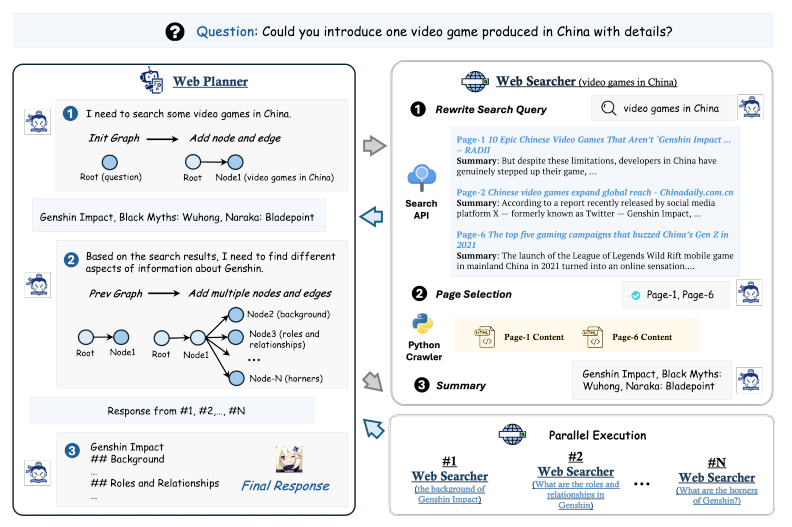 Question: Could you introduce one video game produced in China with details?
Web Planner
1 I need to search some video games in China.
Init Graph Add node and edge
Root (question) Root Node1 (video games in China)
Genshin Impact, Black Myths: Wuhong, Naraka: Bladepoint
2 Based on the search results, I need to find different
aspects of information about Genshin.
Prev Graph Add multiple nodes and edges
Node2 (background)
Node3 (roles and
relationships)
...
Root Node1 Root Node1
Node-N (horners)
Response from #1, #2,..., #N
3 Genshin Impact
## Background
...
## Roles and Relationships
...
Final Response
Web Searcher (video games in China)
1 Rewrite Search Query
video games in China
Search
API
Page-1 10 Epic Chinese Video Games That Aren't 'Genshin Impact ...
– RADII
Summary: But despite these limitations, developers in China have
genuinely stepped up their game, ...
Page-2 Chinese video games expand global reach - Chinadaily.com.cn
Summary: According to a report recently released by social media
platform X — formerly known as Twitter — Genshin Impact, ...
Page-6 The top five gaming campaigns that buzzed China's Gen Z in
2021
Summary: The launch of the League of Legends Wild Rift mobile game
in mainland China in 2021 turned into an online sensation....
2 Page Selection
Page-1, Page-6
Python
Crawler
HTML Page-1 Content HTML Page-6 Content
3 Summary
Genshin Impact, Black Myths:
Wuhong, Naraka: Bladepoint
Parallel Execution
#1
Web Searcher
(the background of
Genshin Impact)
#2
Web Searcher
(What are the roles and
relationships in
Genshin)
...
#N
Web Searcher
(What are the horners
of Genshin?)